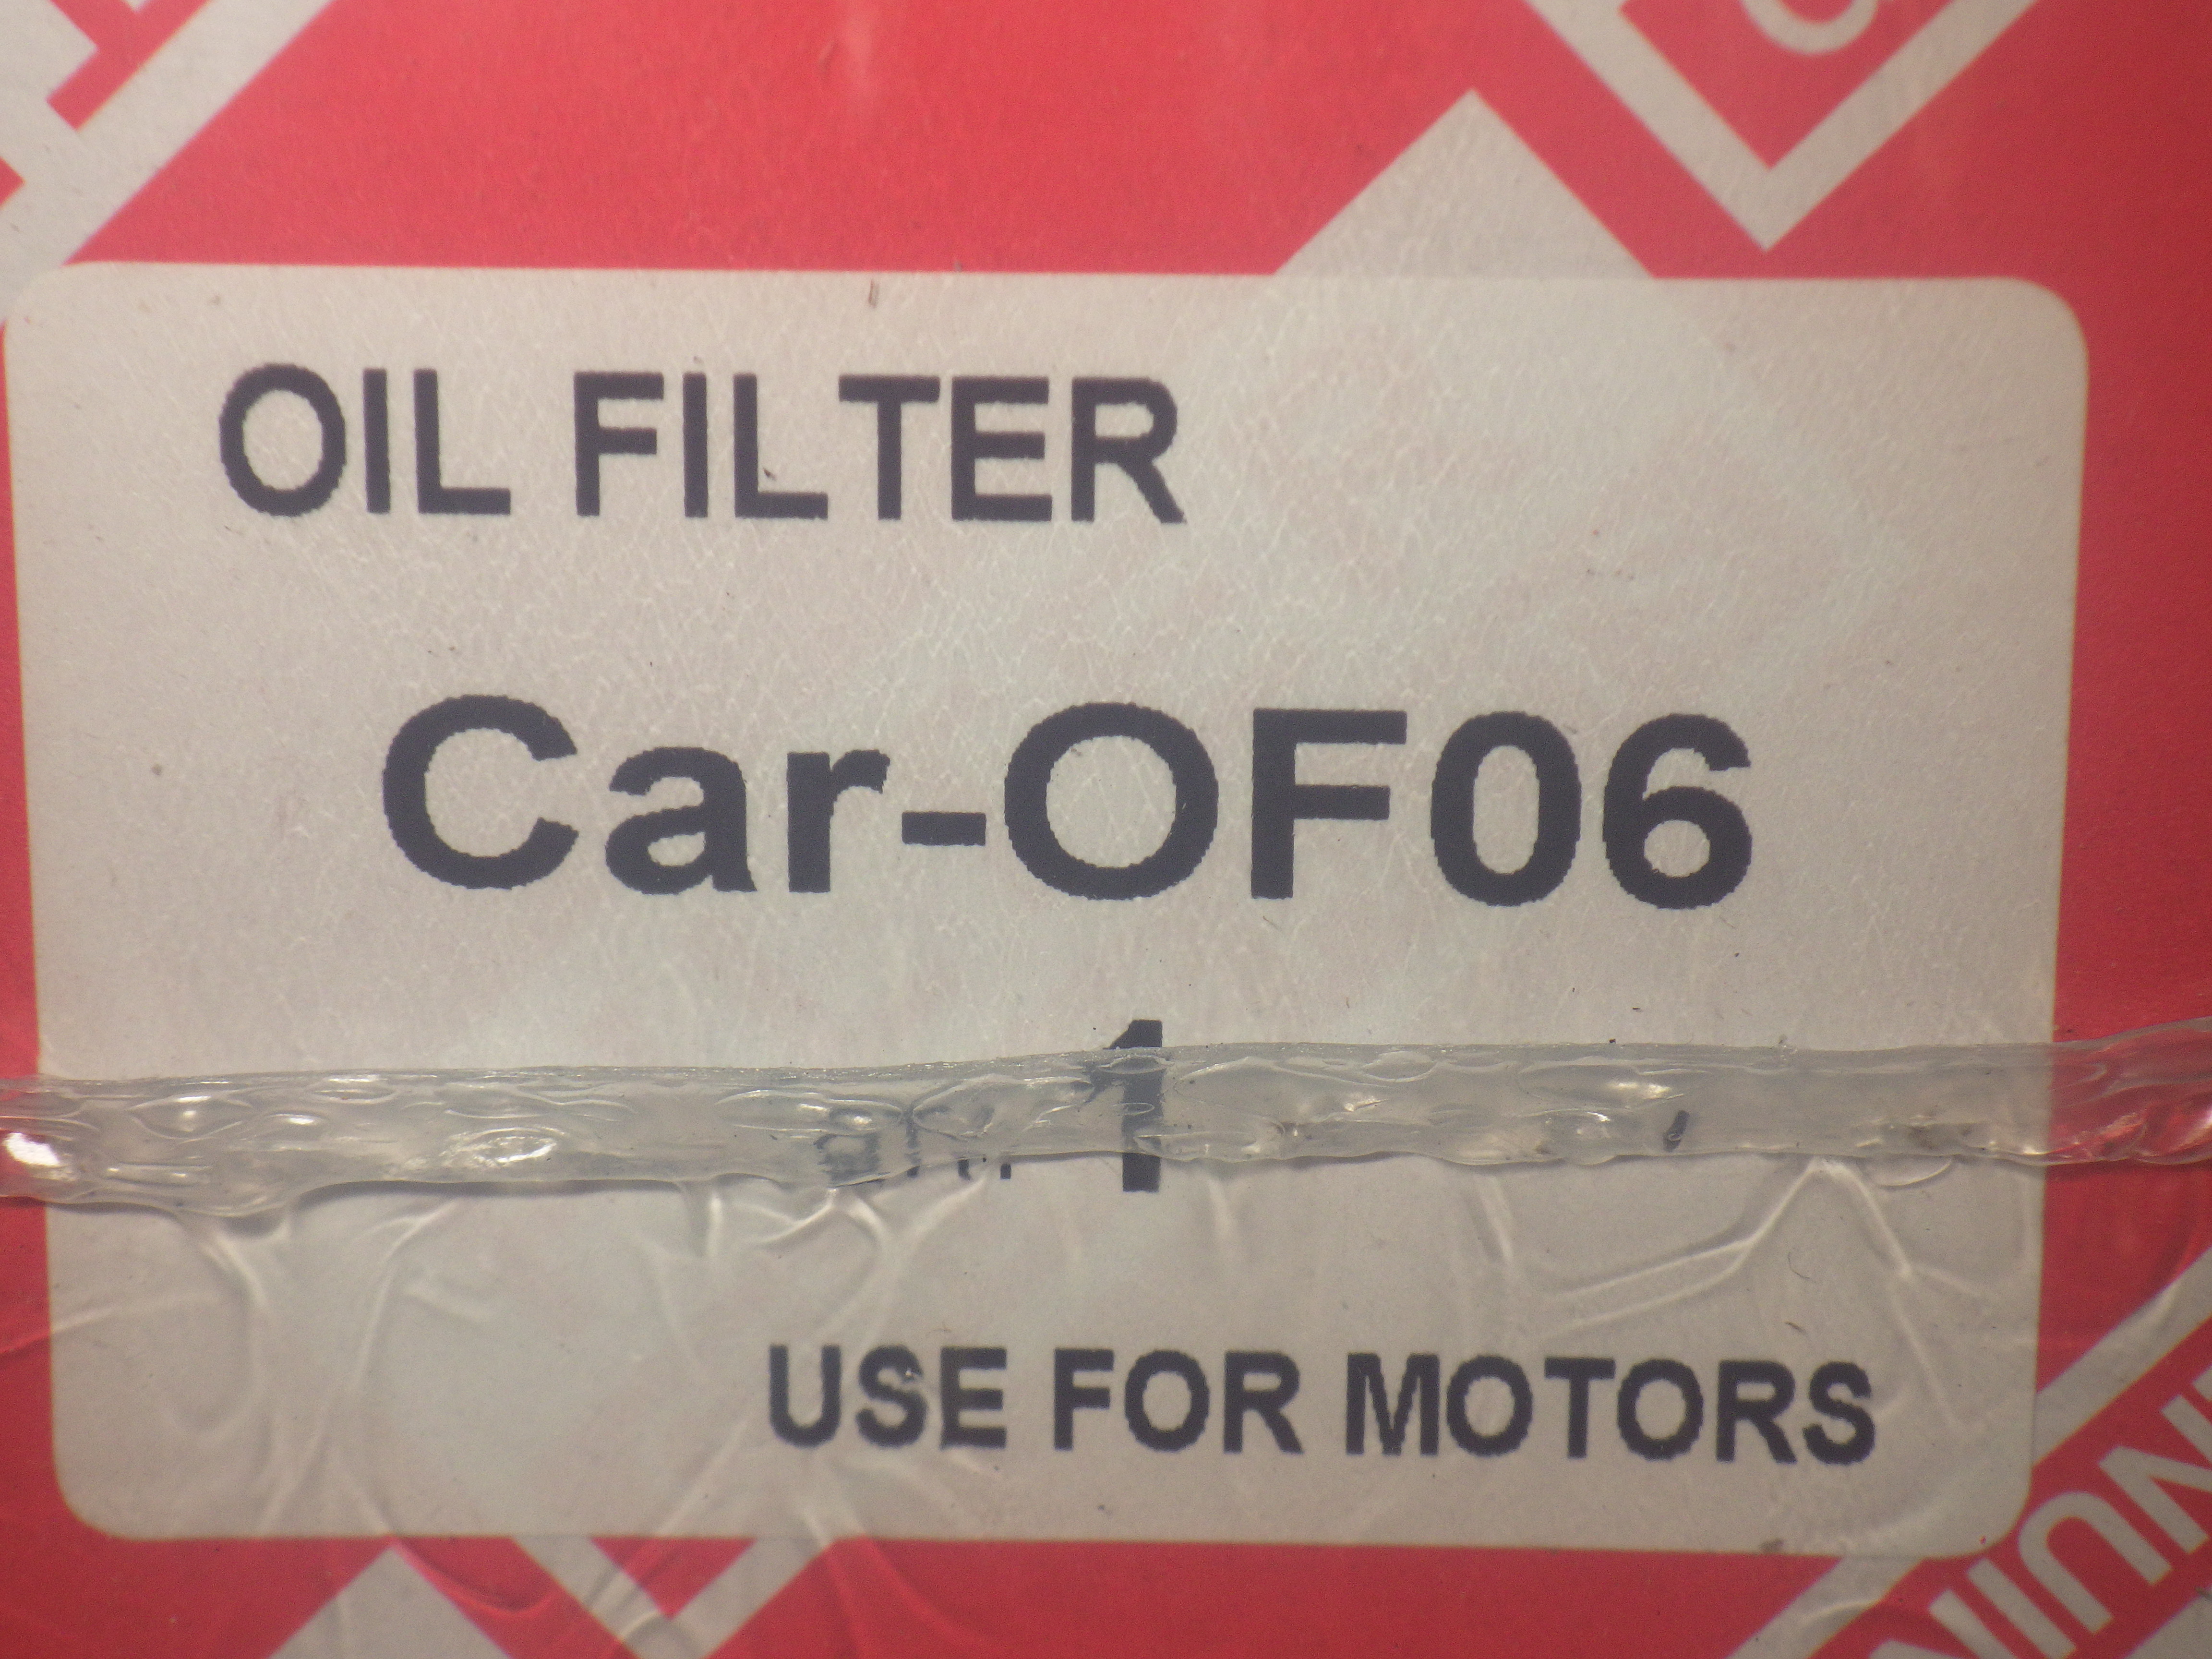 OIL FILTER
Car-OF06
1
USE FOR MOTORS